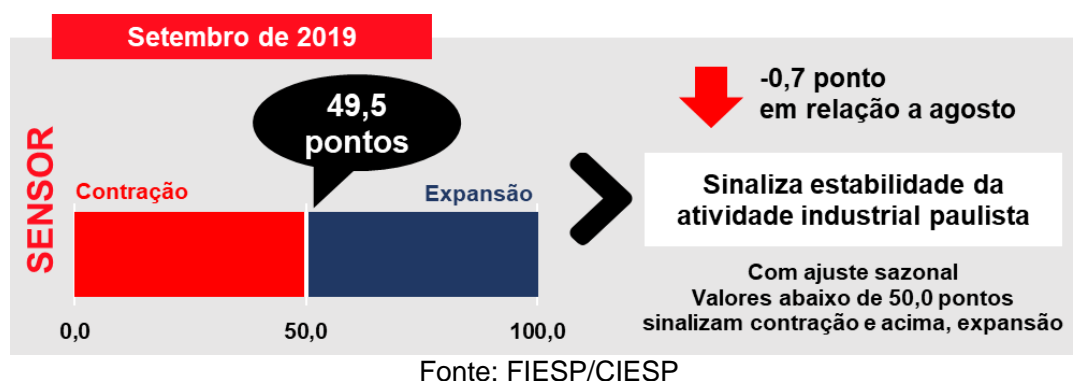 Setembro de 2019
SENSOR
49,5
pontos
Contração
Expansão
0,0
50,0
100,0
-0,7 ponto
em relação a agosto
Sinaliza estabilidade da
atividade industrial paulista
Com ajuste sazonal
Valores abaixo de 50,0 pontos
sinalizam contração e acima, expansão
Fonte: FIESP/CIESP